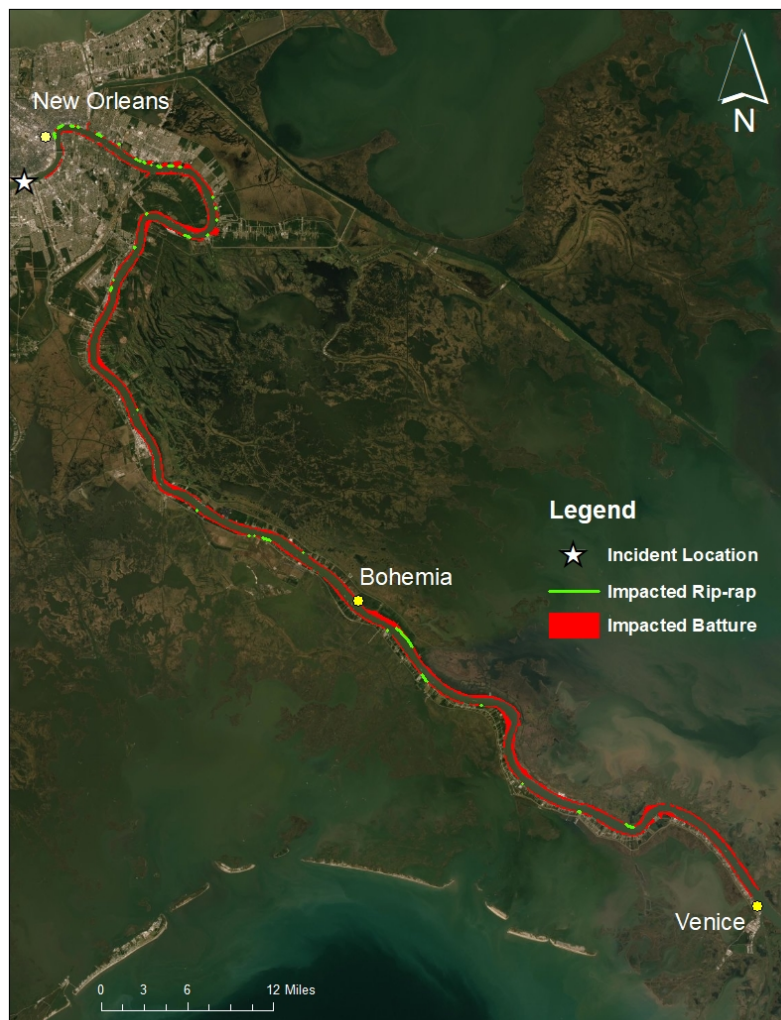 N
New Orleans
Legend
Incident Location
Bohemia
Impacted Rip-rap
Impacted Batture
Venice
0 3 6 12 Miles